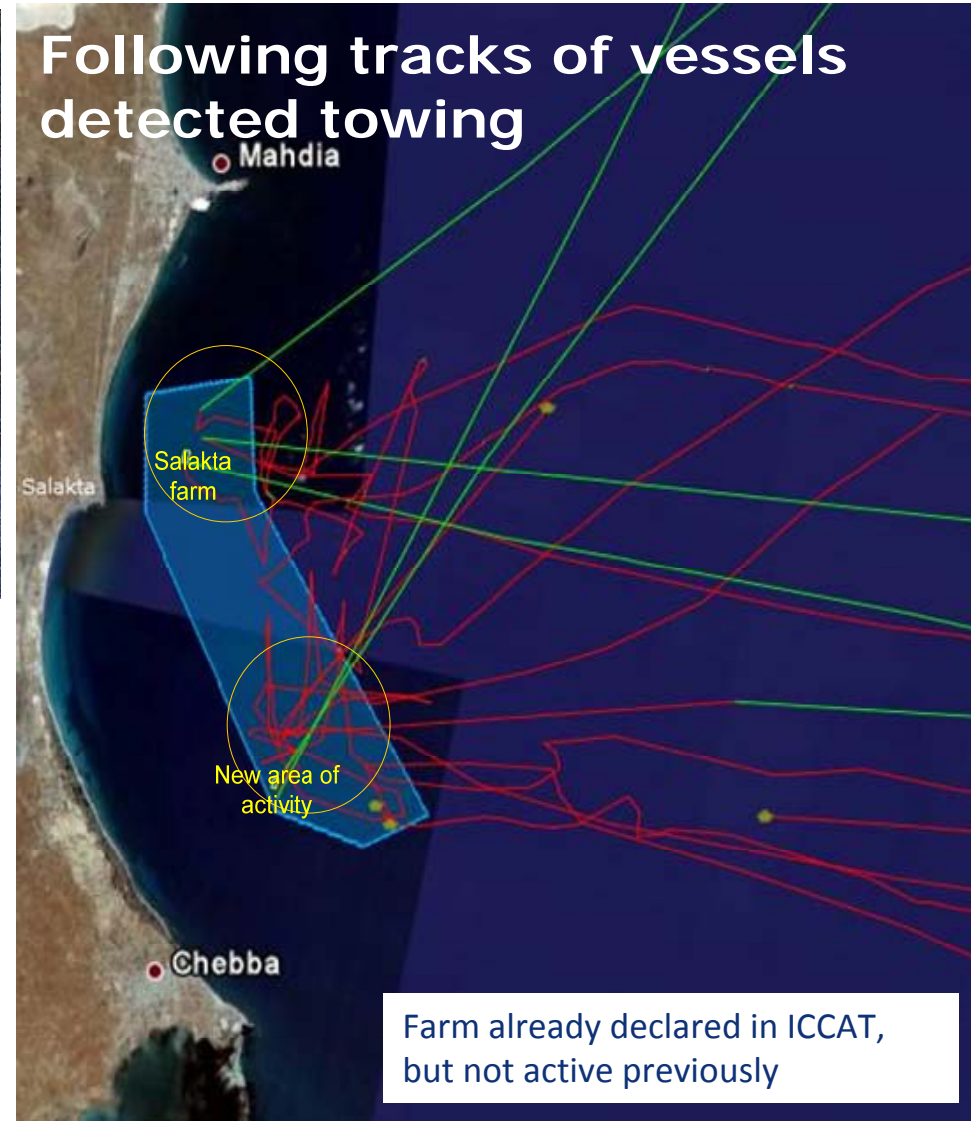 Following tracks of vessels
detected towing
Mahdia
Salakta
farm
Salakta
New area of
activity
Chebba
Farm already declared in ICCAT,
but not active previously